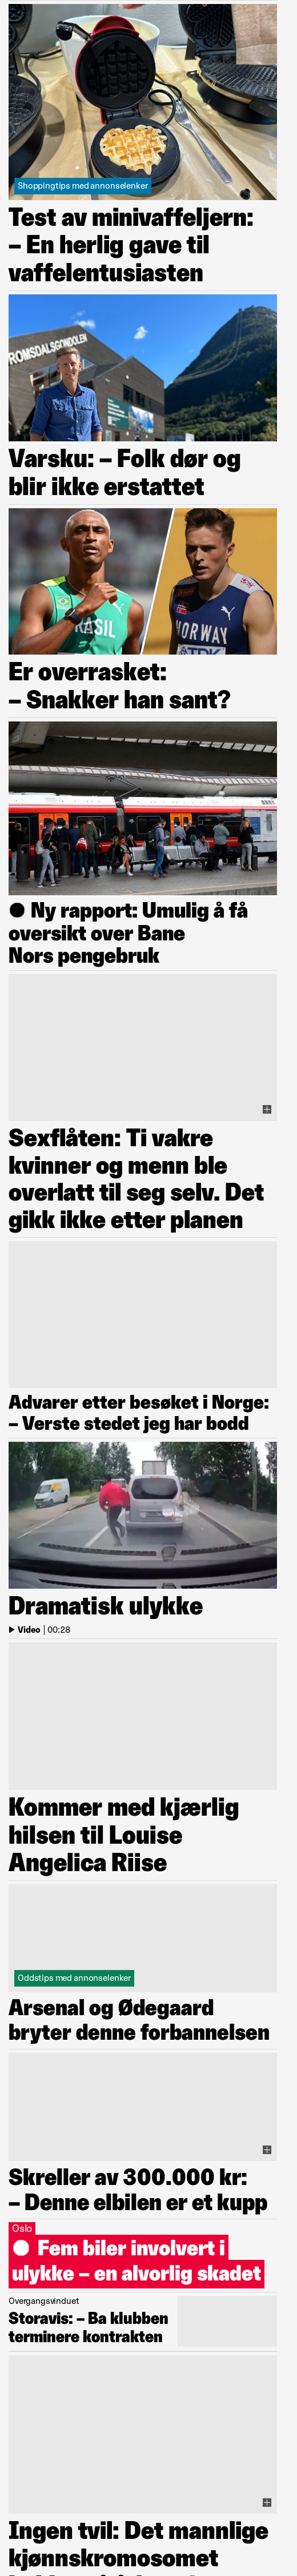 Shoppingtips med annonselenker
Test av minivaffeljern:
– En herlig gave til
vaffelentusiasten
ROMSDALSGONDOLEN
Varsku: – Folk dør og
blir ikke erstattet
NORWAY
Er overrasket:
– Snakker han sant?
● Ny rapport: Umulig å få
oversikt over Bane
Nors pengebruk
Sexflåten: Ti vakre
kvinner og menn ble
overlatt til seg selv. Det
gikk ikke etter planen
Advarer etter besøket i Norge:
– Verste stedet jeg har bodd
Dramatisk ulykke
Video | 00:28
Kommer med kjærlig
hilsen til Louise
Angelica Riise
Oddstips med annonselenker
Arsenal og Ødegaard
bryter denne forbannelsen
Skreller av 300.000 kr:
– Denne elbilen er et kupp
Oslo
● Fem biler involvert i
ulykke – en alvorlig skadet
Overgangsvinduet
Storavis: – Ba klubben
terminere kontrakten
Ingen tvil: Det mannlige
kjønnskromosomet